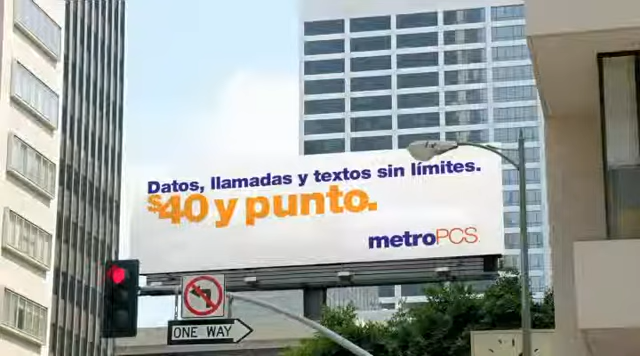 Datos, llamadas y textos sin límites.
$40 y punto.
metroPCS
ONE WAY